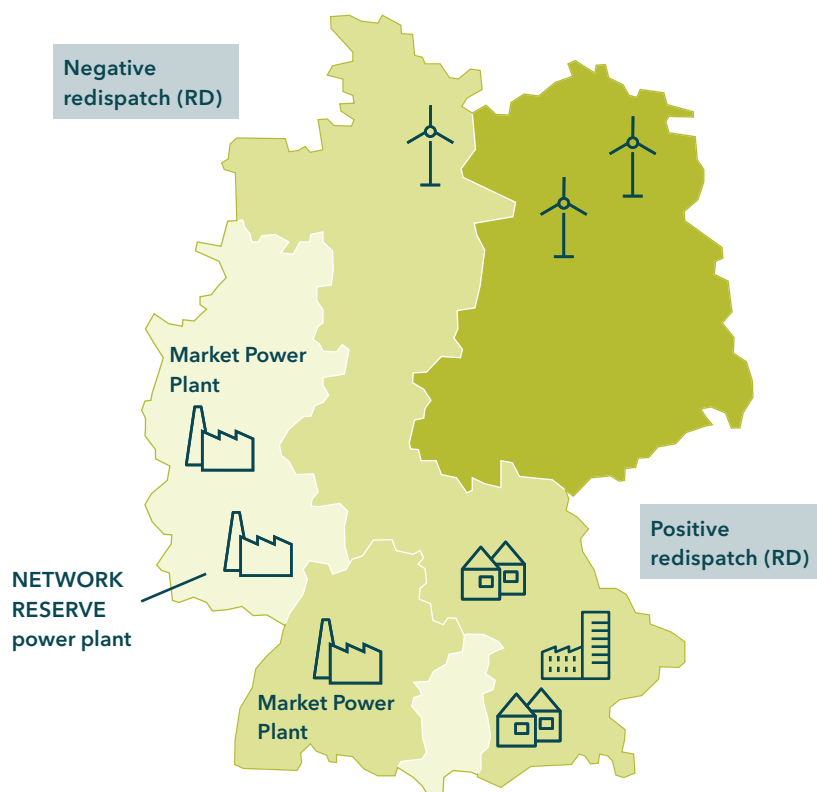 Negative
redispatch (RD)
Market Power
Plant
NETWORK
RESERVE
power plant
Market Power
Plant
Positive
redispatch (RD)